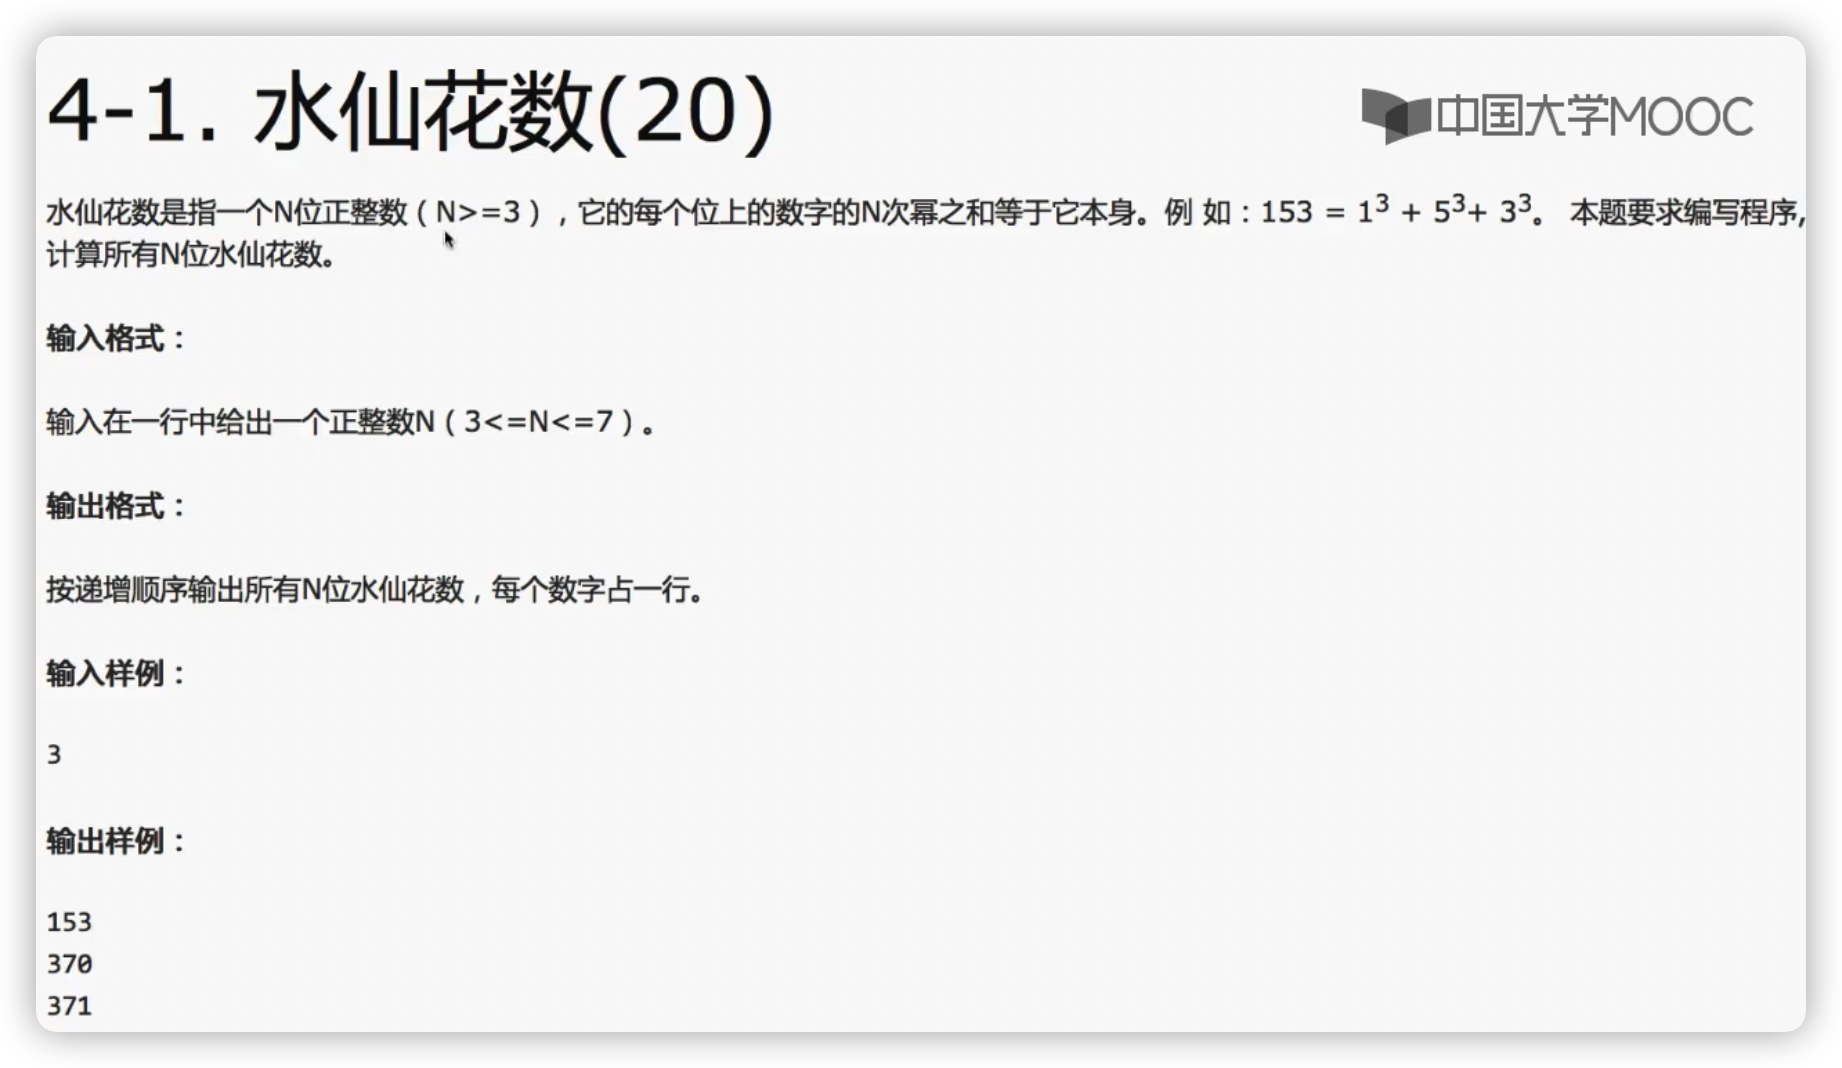 4-1. 水仙花数(20)
中国大学MOOC
水仙花数是指一个N位正整数（N>=3），它的每个位上的数字的N次幂之和等于它本身。例 如：153 = 1³ + 5³+ 3³。 本题要求编写程序,
计算所有N位水仙花数。
输入格式：
输入在一行中给出一个正整数N（3<=N<=7）。
输出格式：
按递增顺序输出所有N位水仙花数，每个数字占一行。
输入样例：
3
输出样例：
153
370
371